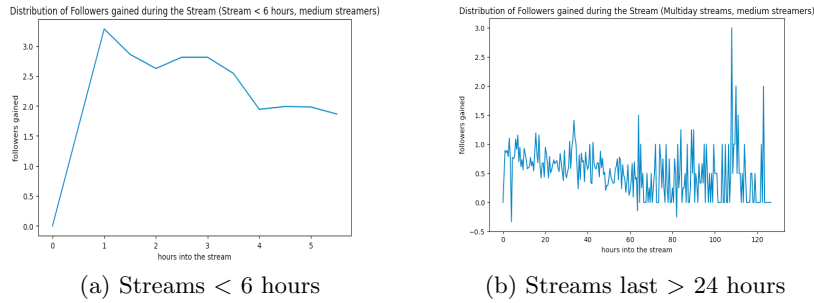 Distribution of Followers gained during the Stream (Stream < 6 hours, medium streamers)
followers gained
3.0
2.5
2.0
1.5
1.0
0.5
0.0
0 1 2 3 4 5
hours into the stream
(a) Streams < 6 hours
Distribution of Followers gained during the Stream (Multiday streams, medium streamers)
followers gained
3.0
2.5
2.0
1.5
1.0
0.5
0.0
−0.5
0 20 40 60 80 100 120
hours into the stream
(b) Streams last > 24 hours